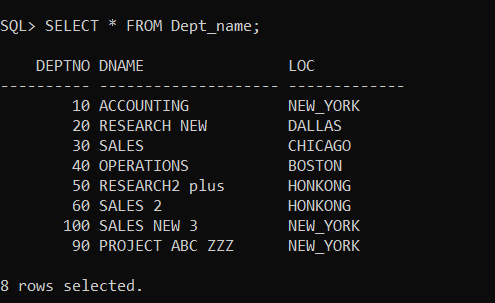 SQL> SELECT * FROM Dept_name;
DEPTNO DNAME LOC
---------- -------------------- -------------
10 ACCOUNTING NEW_YORK
20 RESEARCH NEW DALLAS
30 SALES CHICAGO
40 OPERATIONS BOSTON
50 RESEARCH2 plus HONKONG
60 SALES 2 HONKONG
100 SALES NEW 3 NEW_YORK
90 PROJECT ABC ZZZ NEW_YORK
8 rows selected.